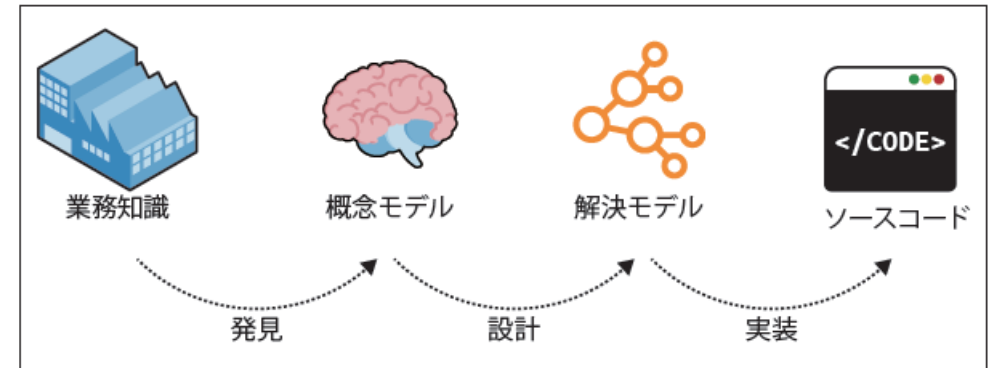 </CODE>
業務知識
概念モデル
解決モデル
ソースコード
発見
設計
実装